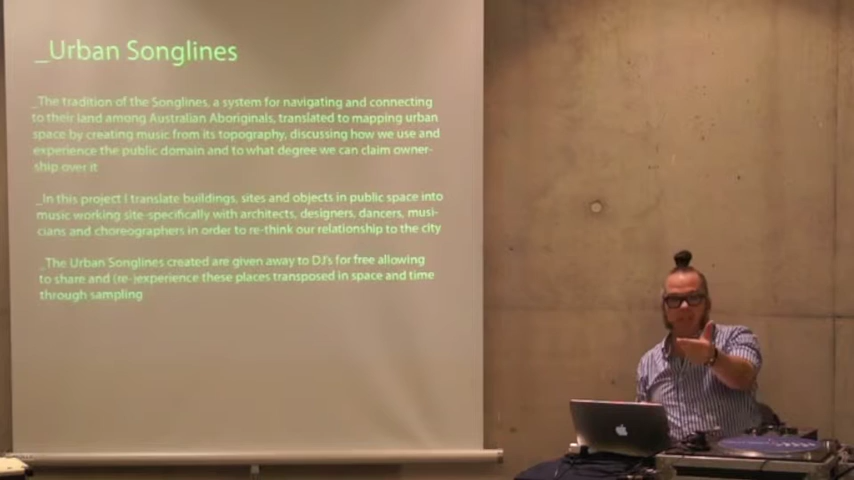 _Urban Songlines
_The tradition of the Songlines, a system for navigating and connecting
to their land among Australian Aboriginals, translated to mapping urban
space by creating music from its topography, discussing how we use and
experience the public domain and to what degree we can claim owner-
ship over it
_In this project I translate buildings, sites and objects in public space into
music working site-specifically with architects, designers, dancers, musi-
cians and choreographers in order to re-think our relationship to the city
_The Urban Songlines created are given away to DJ's for free allowing
to share and (re-)experience these places transposed in space and time
through sampling